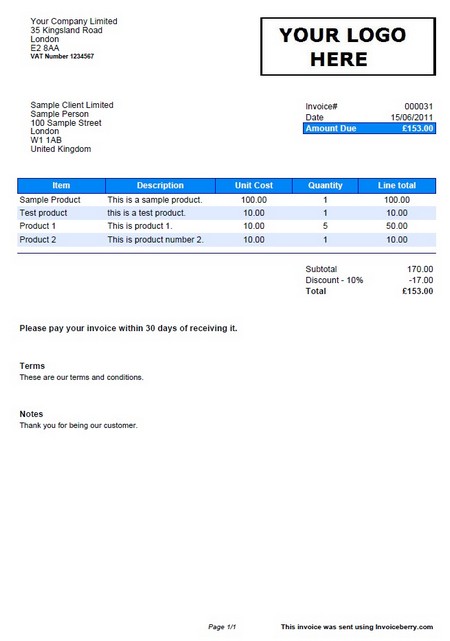 Your Company Limited
35 Kingsland Road
London
E2 8AA
VAT Number 1234567
YOUR LOGO
HERE
Sample Client Limited
Sample Person
100 Sample Street
London
W1 1AB
United Kingdom
Invoice# 000031
Date 15/06/2011
Amount Due £153.00
Item Description Unit Cost Quantity Line total
Sample Product This is a sample product. 100.00 1 100.00
Test product this is a test product. 10.00 1 10.00
Product 1 This is product 1. 10.00 5 50.00
Product 2 This is product number 2. 10.00 1 10.00
Subtotal 170.00
Discount - 10% -17.00
Total £153.00
Please pay your invoice within 30 days of receiving it.
Terms
These are our terms and conditions.
Notes
Thank you for being our customer.
Page 1/1 This invoice was sent using Invoiceberry.com